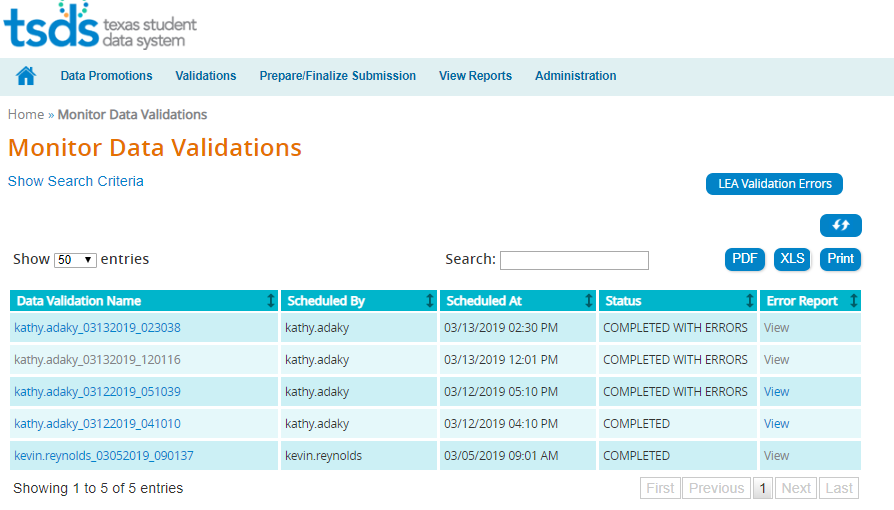 tsds texas student
data system
Data Promotions Validations Prepare/Finalize Submission View Reports Administration
Home » Monitor Data Validations
Monitor Data Validations
Show Search Criteria
LEA Validation Errors
Show 50 entries Search: PDF XLS Print
Data Validation Name Scheduled By Scheduled At Status Error Report
kathy.adaky_03132019_023038 kathy.adaky 03/13/2019 02:30 PM COMPLETED WITH ERRORS View
kathy.adaky_03132019_120116 kathy.adaky 03/13/2019 12:01 PM COMPLETED WITH ERRORS View
kathy.adaky_03122019_051039 kathy.adaky 03/12/2019 05:10 PM COMPLETED WITH ERRORS View
kathy.adaky_03122019_041010 kathy.adaky 03/12/2019 04:10 PM COMPLETED View
kevin.reynolds_03052019_090137 kevin.reynolds 03/05/2019 09:01 AM COMPLETED View
Showing 1 to 5 of 5 entries First Previous 1 Next Last